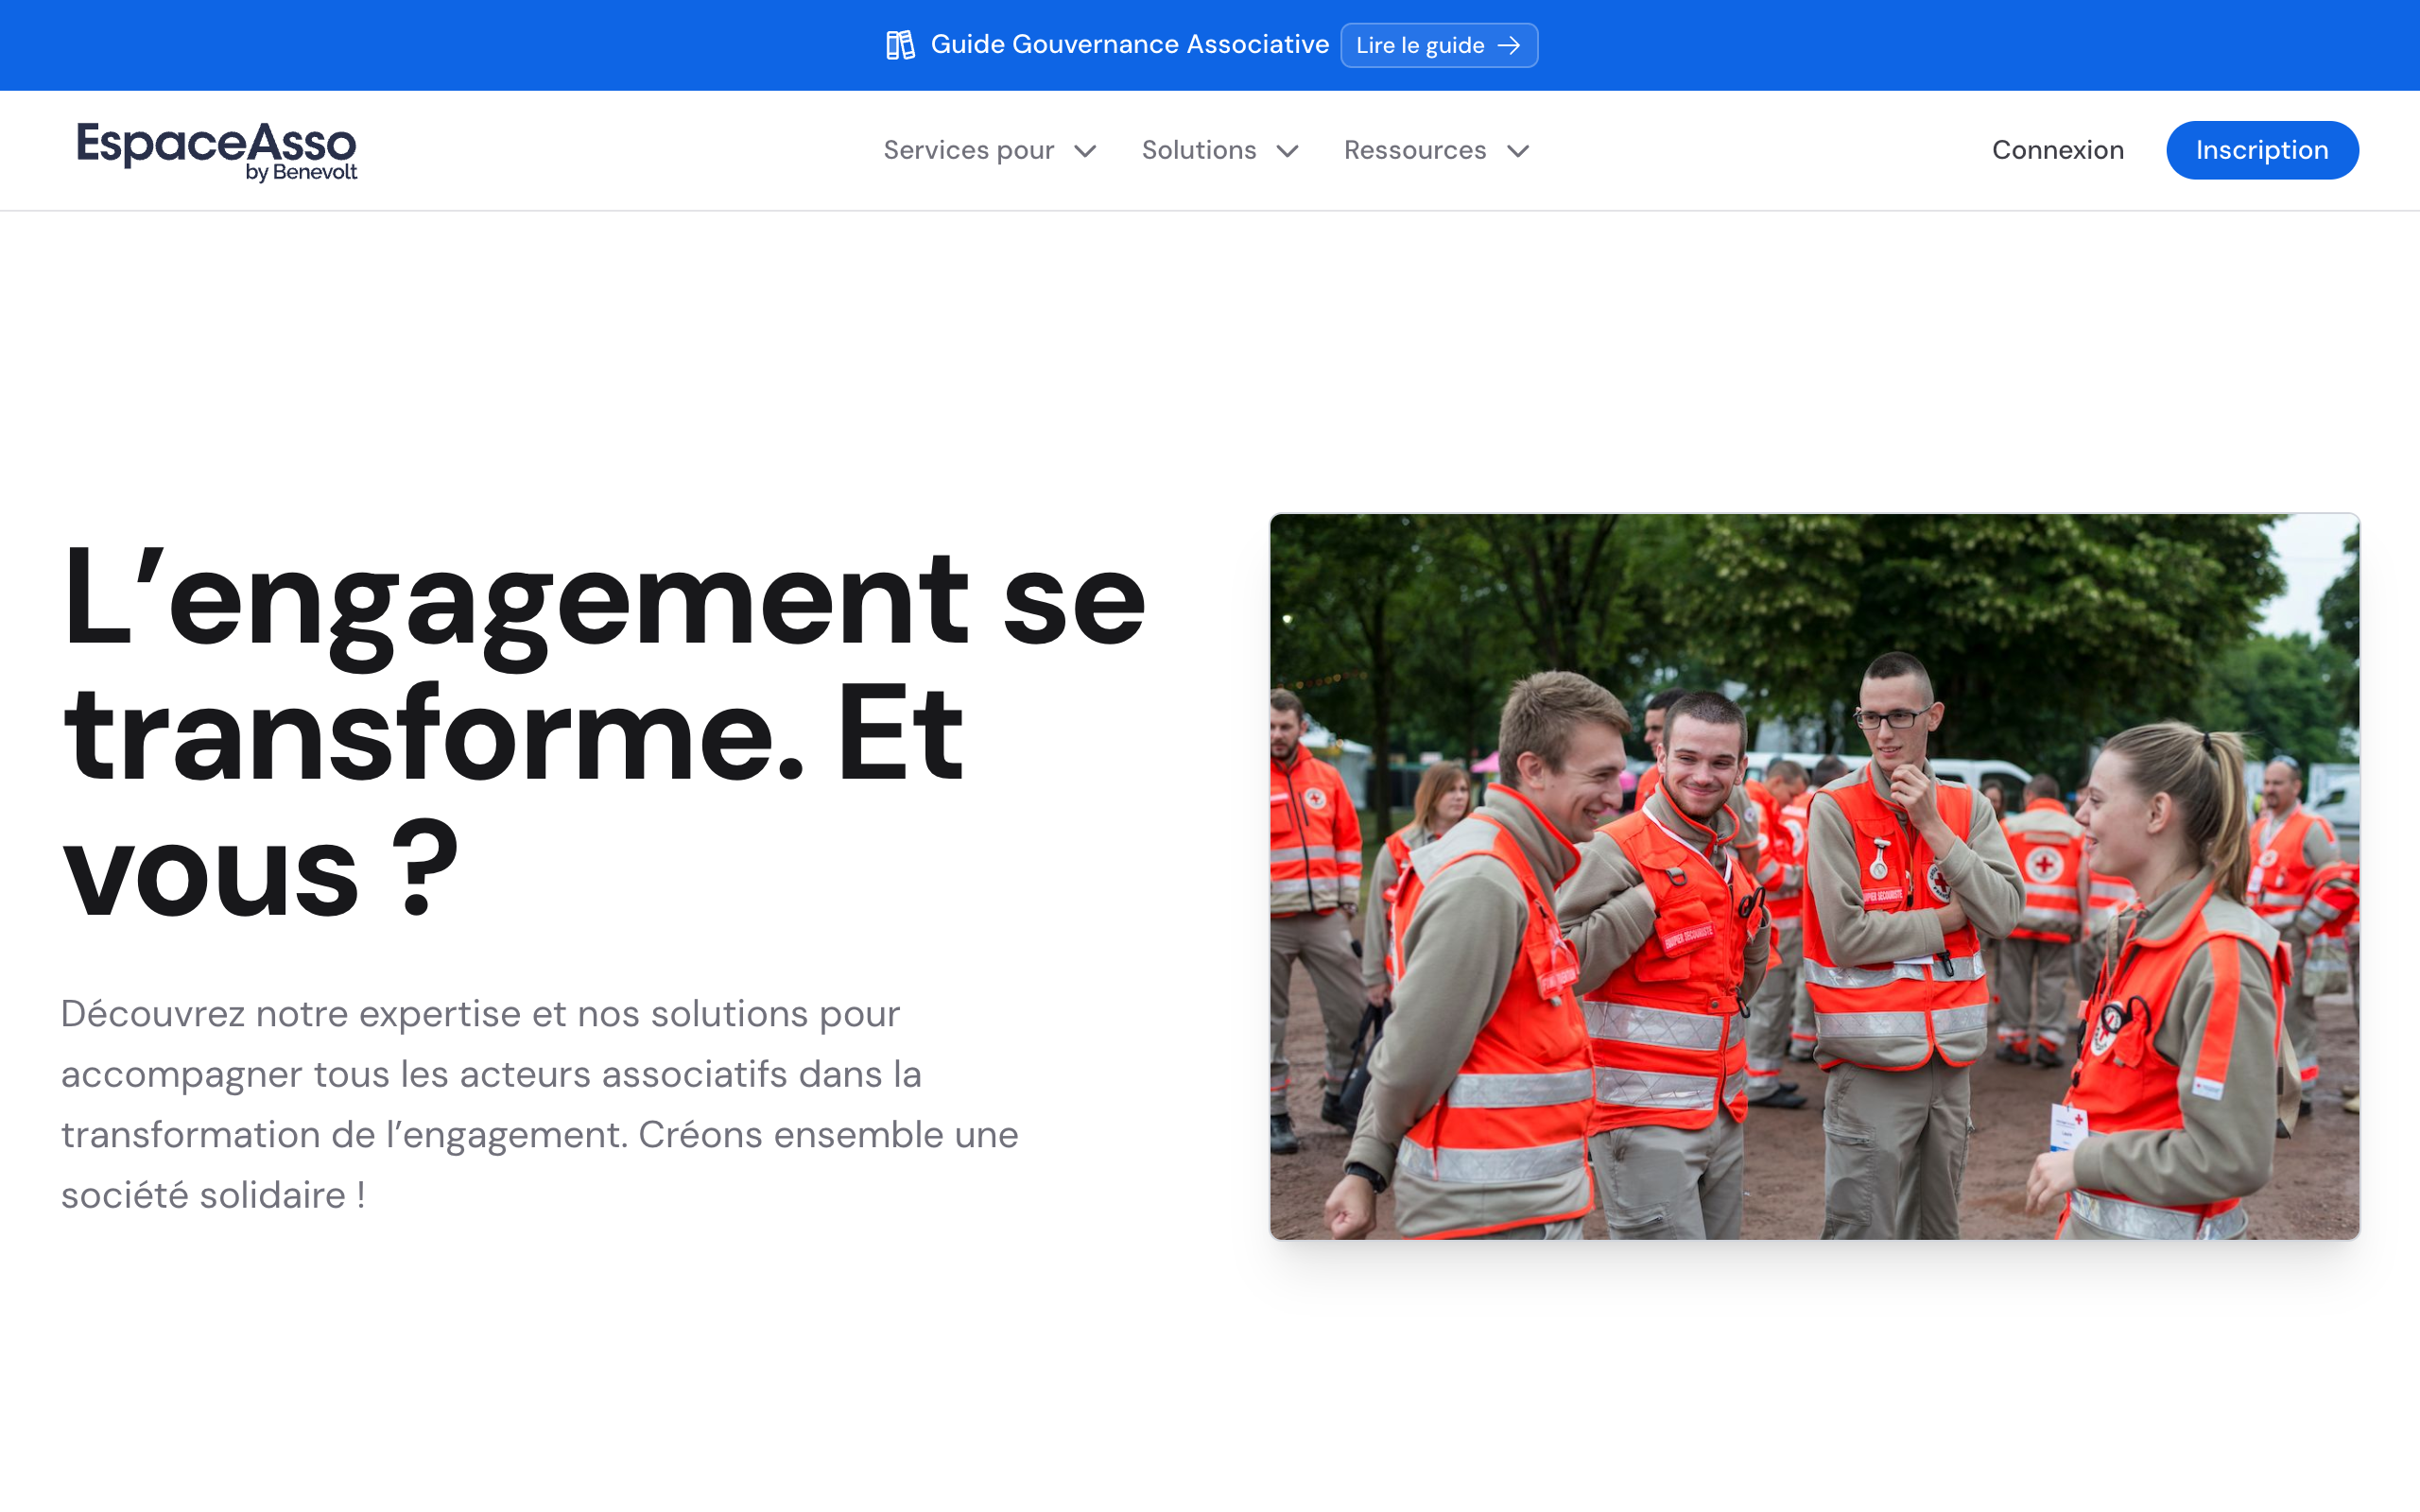 Guide Gouvernance Associative Lire le guide →
EspaceAsso
by Benevolt
Services pour
Solutions
Ressources
Connexion
Inscription
L’engagement se
transforme. Et
vous ?
Découvrez notre expertise et nos solutions pour
accompagner tous les acteurs associatifs dans la
transformation de l’engagement. Créons ensemble une
société solidaire !